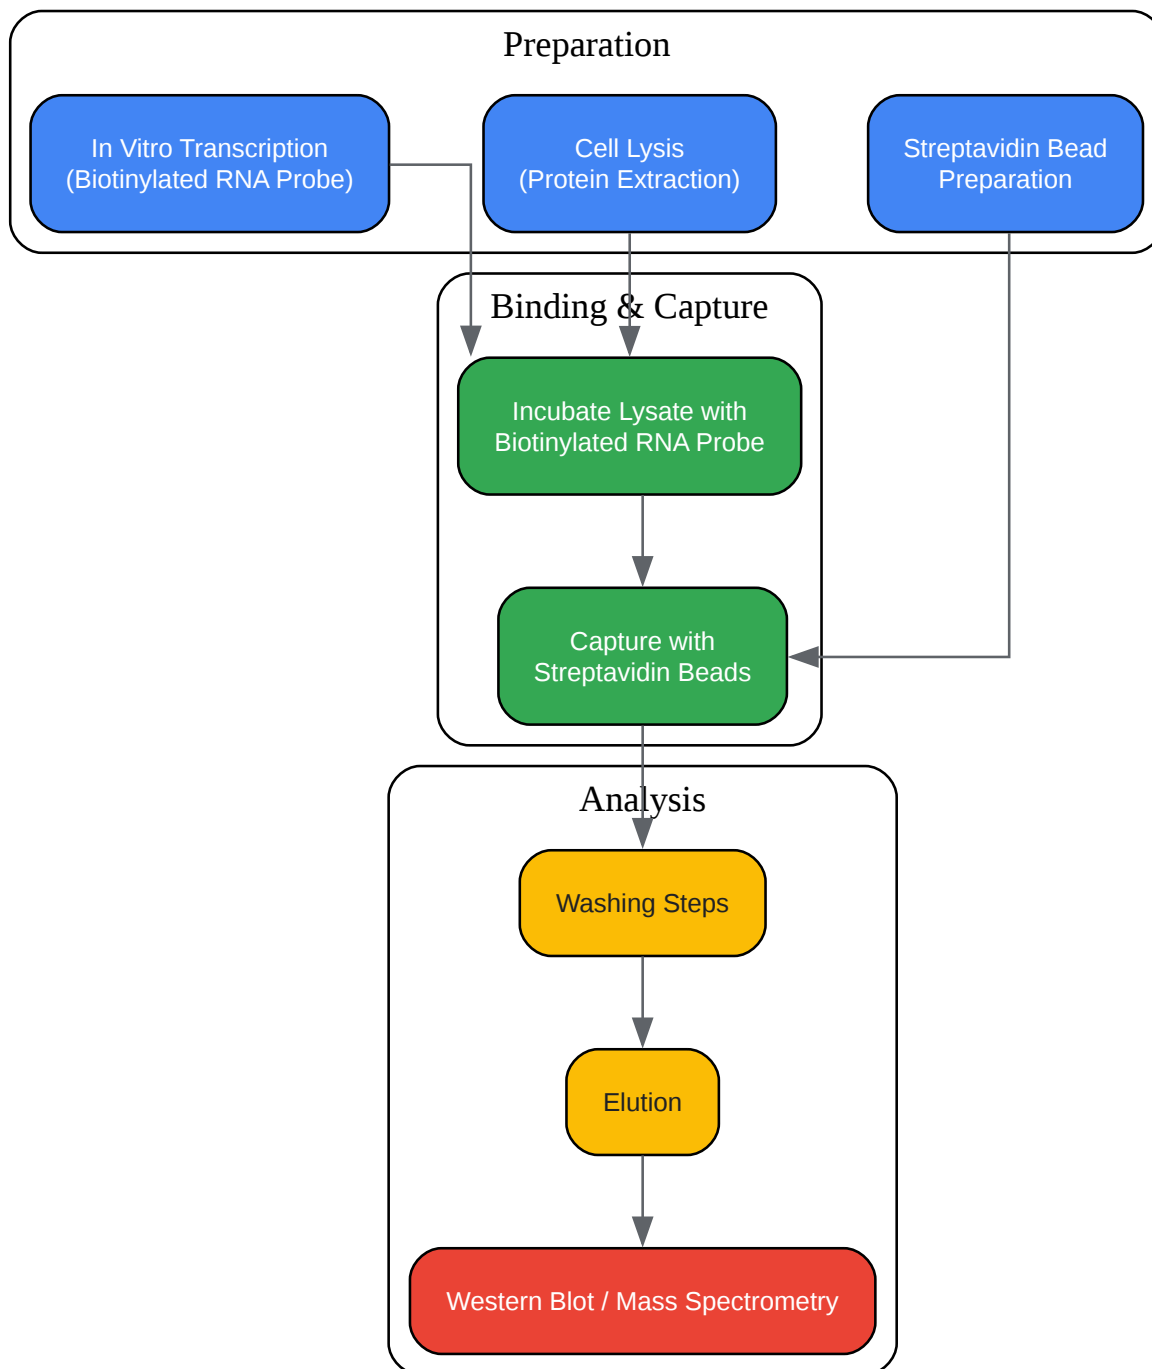 Preparation
In Vitro Transcription
(Biotinylated RNA Probe)
Cell Lysis
(Protein Extraction)
Streptavidin Bead
Preparation
Binding & Capture
Incubate Lysate with
Biotinylated RNA Probe
Capture with
Streptavidin Beads
Analysis
Washing Steps
Elution
Western Blot / Mass Spectrometry